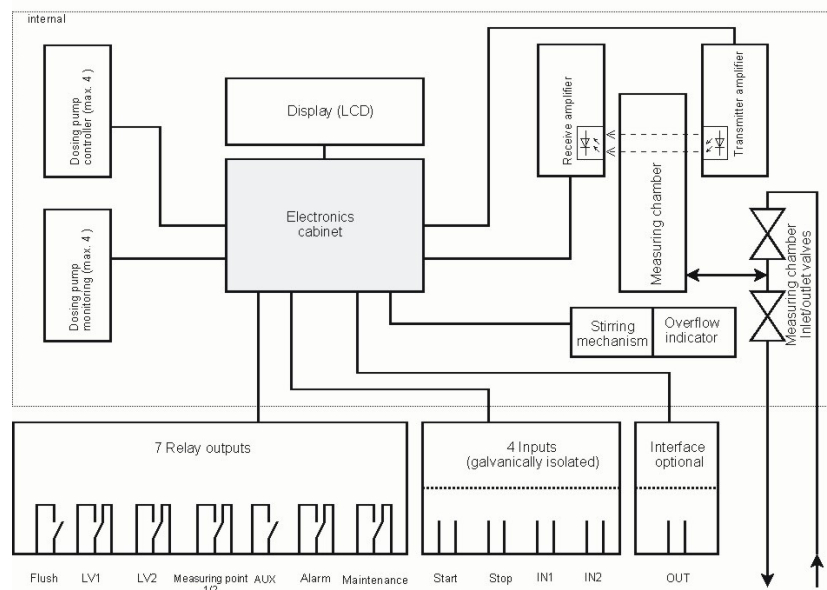 internal
Dosing pump
controller (max. 4 )
Display (LCD)
Receive amplifier
Measuring chamber
Transmitter amplifier
Electronics
cabinet
Dosing pump
monitoring (max. 4 )
Measuring chamber
Inlet/outlet valves
Stirring
mechanism
Overflow
indicator
7 Relay outputs
4 Inputs
(galvanically isolated)
Interface
optional
Flush
LV1
LV2
Measuring point
1/2
AUX
Alarm
Maintenance
Start
Stop
IN1
IN2
OUT